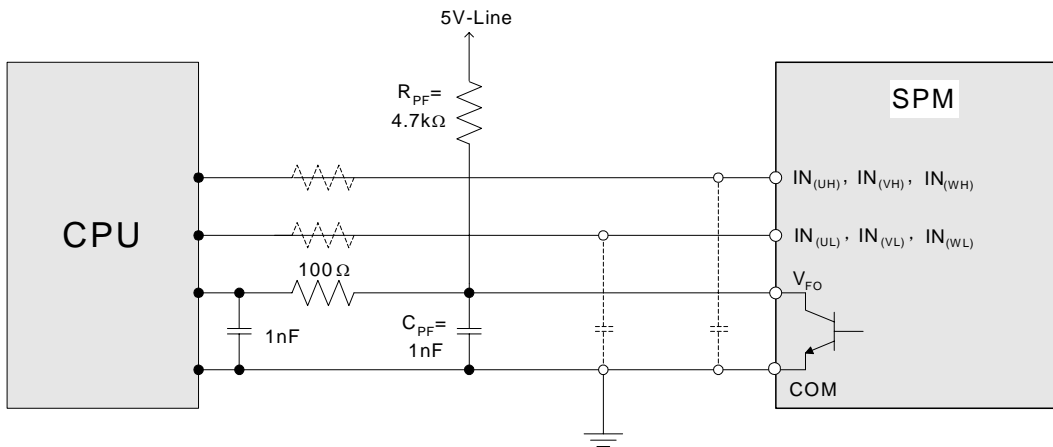 5V-Line
R_PF=
4.7kΩ
SPM
CPU
IN_(UH), IN_(VH), IN_(WH)
IN_(UL), IN_(VL), IN_(WL)
100Ω
V_FO
1nF
C_PF=
1nF
COM